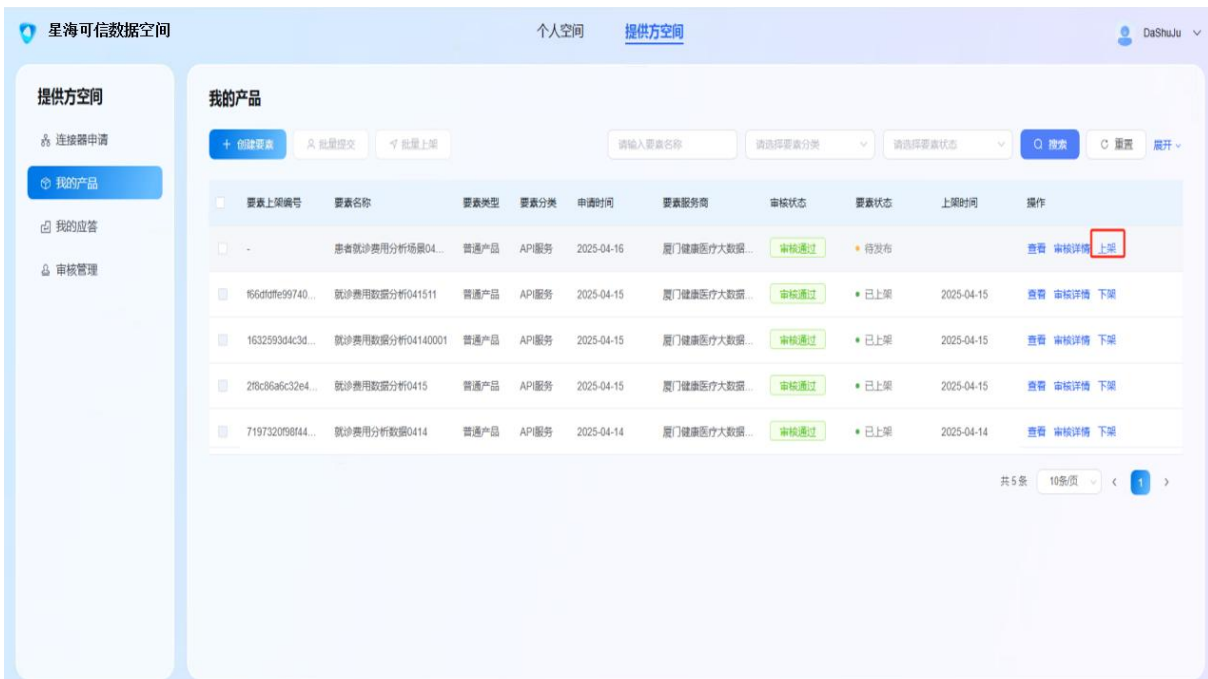 星海可信数据空间 个人空间 提供方空间 DaShuJu
提供方空间
连接器申请
我的产品
我的应答
审核管理
我的产品
+ 创建要素 批量提交 批量上架 请输入要素名称 请选择要素分类 请选择要素状态 搜索 重置 展开
要素上架编号 要素名称 要素类型 要素分类 申请时间 要素服务商 审核状态 要素状态 上架时间 操作
- 患者就诊费用分析场景04... 普通产品 API服务 2025-04-16 厦门健康医疗大数据... 审核通过 待发布 查看 审核详情 上架
f66dfdffe99740... 就诊费用数据分析041511 普通产品 API服务 2025-04-15 厦门健康医疗大数据... 审核通过 已上架 2025-04-15 查看 审核详情 下架
1632593d4c3d... 就诊费用数据分析04140001 普通产品 API服务 2025-04-15 厦门健康医疗大数据... 审核通过 已上架 2025-04-15 查看 审核详情 下架
2f8c86a6c32e4... 就诊费用数据分析0415 普通产品 API服务 2025-04-15 厦门健康医疗大数据... 审核通过 已上架 2025-04-15 查看 审核详情 下架
7197320f98f44... 就诊费用分析数据0414 普通产品 API服务 2025-04-14 厦门健康医疗大数据... 审核通过 已上架 2025-04-14 查看 审核详情 下架
共 5 条 10条/页 1